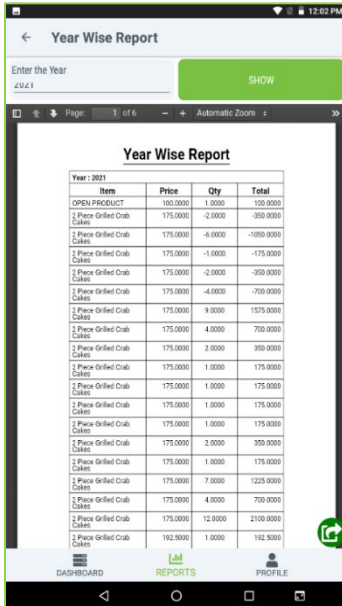 12:02 PM
Year Wise Report
Enter the Year
2021
SHOW
Page: 1 of 6 − + Automatic Zoom
Year Wise Report
Year : 2021
Item Price Qty Total
OPEN PRODUCT 100.0000 1.0000 100.0000
2 Piece Grilled Crab 175.0000 -2.0000 -350.0000
Cakes
2 Piece Grilled Crab 175.0000 -6.0000 -1050.0000
Cakes
2 Piece Grilled Crab 175.0000 -1.0000 -175.0000
Cakes
2 Piece Grilled Crab 175.0000 -2.0000 -350.0000
Cakes
2 Piece Grilled Crab 175.0000 -4.0000 -700.0000
Cakes
2 Piece Grilled Crab 175.0000 9.0000 1575.0000
Cakes
2 Piece Grilled Crab 175.0000 4.0000 700.0000
Cakes
2 Piece Grilled Crab 175.0000 2.0000 350.0000
Cakes
2 Piece Grilled Crab 175.0000 1.0000 175.0000
Cakes
2 Piece Grilled Crab 175.0000 1.0000 175.0000
Cakes
2 Piece Grilled Crab 175.0000 1.0000 175.0000
Cakes
2 Piece Grilled Crab 175.0000 2.0000 350.0000
Cakes
2 Piece Grilled Crab 175.0000 1.0000 175.0000
Cakes
2 Piece Grilled Crab 175.0000 7.0000 1225.0000
Cakes
2 Piece Grilled Crab 175.0000 4.0000 700.0000
Cakes
2 Piece Grilled Crab 175.0000 12.0000 2100.0000
Cakes
2 Piece Grilled Crab 192.5000 1.0000 192.5000
Cakes
DASHBOARD REPORTS PROFILE